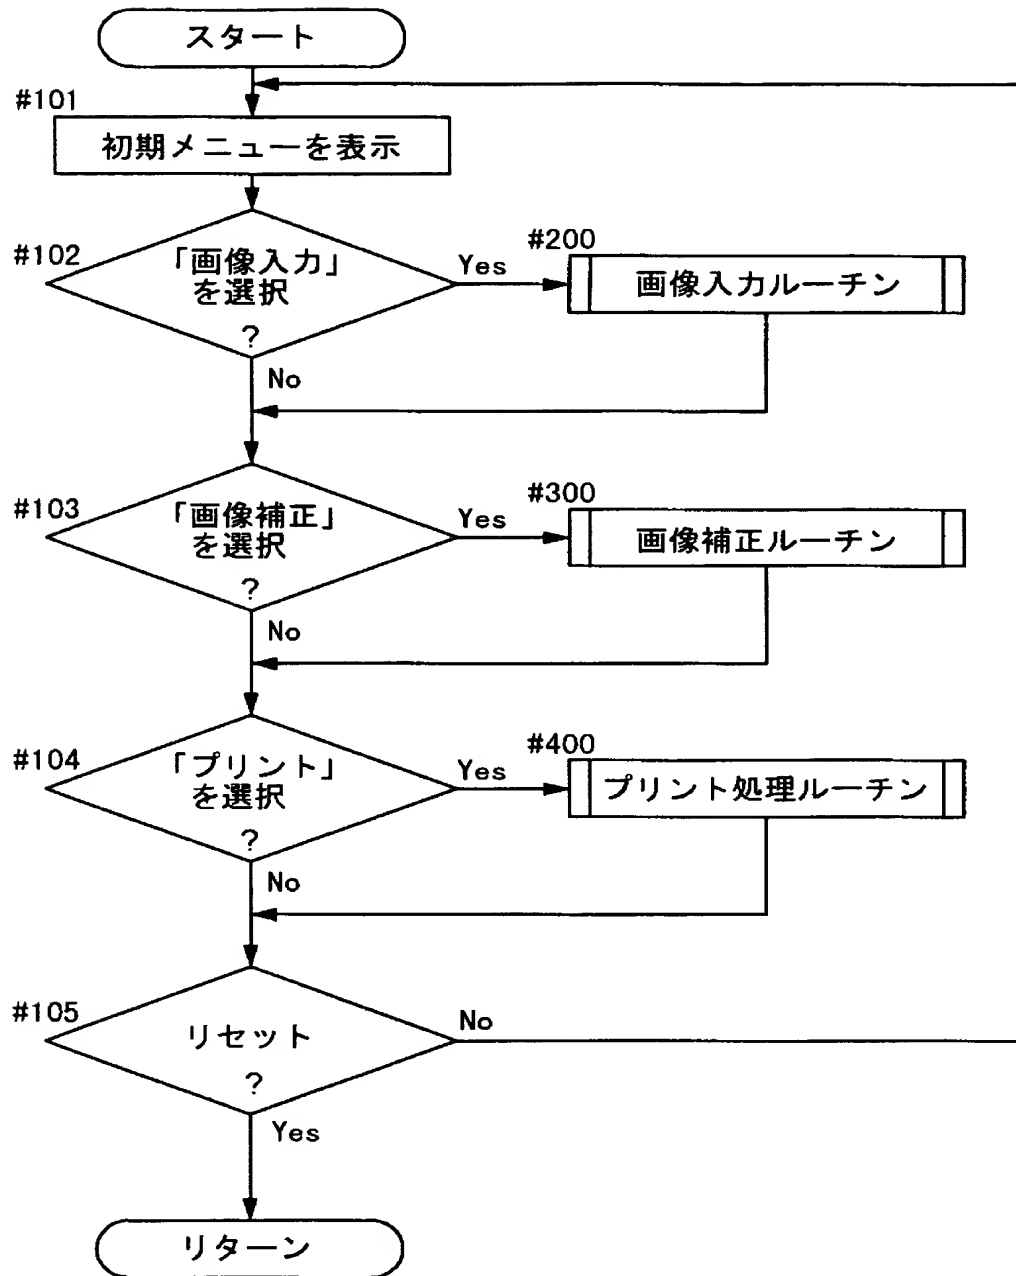 スタート
#101
初期メニューを表示
#102
「画像入力」
を選択
?
Yes
#200
画像入力ルーチン
No
#103
「画像補正」
を選択
?
Yes
#300
画像補正ルーチン
No
#104
「プリント」
を選択
?
Yes
#400
プリント処理ルーチン
No
#105
リセット
?
No
Yes
リターン